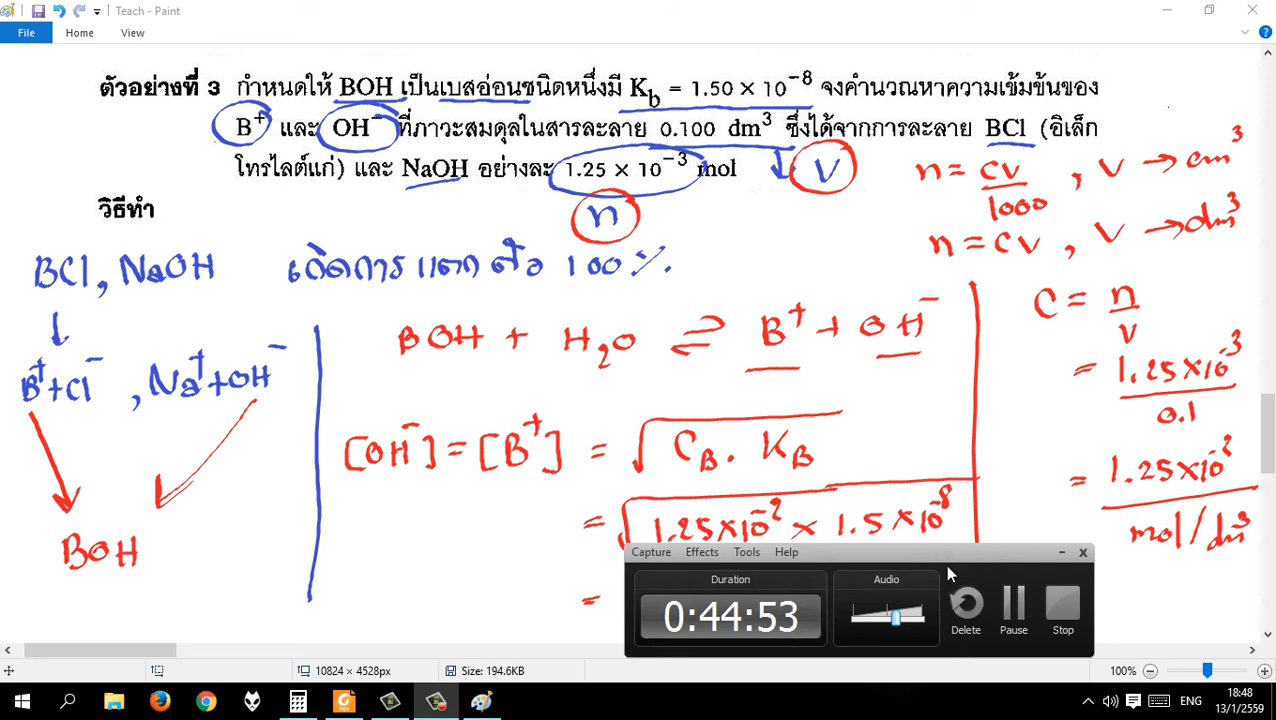 Teach - Paint
File Home View
ตัวอย่างที่ 3 กำหนดให้ BOH เป็นเบสอ่อนชนิดหนึ่งมี K_b = 1.50 × 10⁻⁸ จงคำนวณหาความเข้มข้นของ
B⁺ และ OH⁻ ที่ภาวะสมดุลในสารละลาย 0.100 dm³ ซึ่งได้จากการละลาย BCl (อิเล็ก
โทรไลต์แก่) และ NaOH อย่างละ 1.25 × 10⁻³ mol
↓ V
n = CV/1000 , V → cm³
วิธีทำ
n
n = CV , V → dm³
BCl, NaOH เกิดการแตกตัว 100 %
↓
B⁺+Cl⁻ , Na⁺+OH⁻
BOH
BOH + H₂O ⇌ B⁺ + OH⁻
[OH⁻] = [B⁺] = √C_B . K_B
= √1.25×10⁻² × 1.5×10⁻⁸
=
C = n/V
= 1.25×10⁻³/0.1
= 1.25×10⁻²
mol/dm³
Capture Effects Tools Help
Duration Audio
0:44:53
Delete Pause Stop
10824 × 4528px Size: 194.6KB 100%
ENG 18:48
13/1/2559